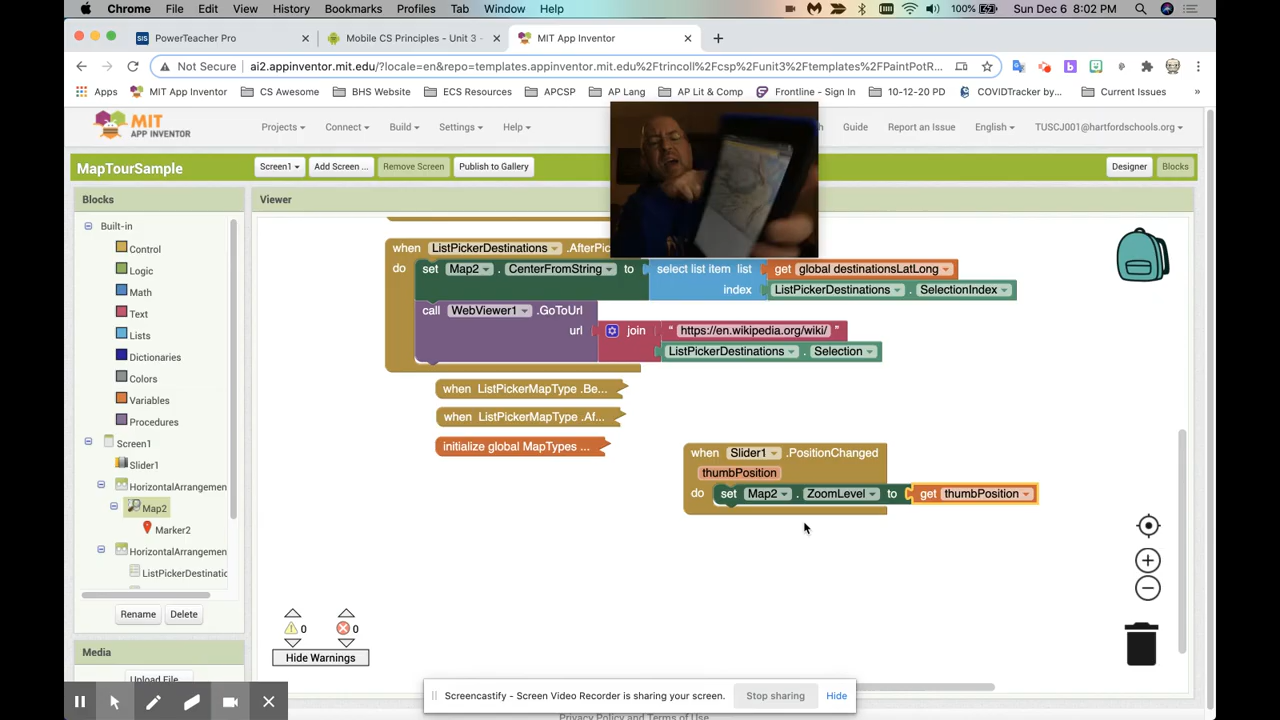 Chrome File Edit View History Bookmarks Profiles Tab Window Help 100% Sun Dec 6 8:02 PM
PowerTeacher Pro Mobile CS Principles - Unit 3 - MIT App Inventor
Not Secure ai2.appinventor.mit.edu/?locale=en&repo=templates.appinventor.mit.edu%2Ftrincoll%2Fcsp%2Funit3%2Ftemplates%2FPaintPotR...
Apps MIT App Inventor CS Awesome BHS Website ECS Resources APCSP AP Lang AP Lit & Comp Frontline - Sign In 10-12-20 PD COVIDTracker by... Current Issues »
MIT
APP INVENTOR
Projects Connect Build Settings Help Guide Report an Issue English TUSCJ001@hartfordschools.org
MapTourSample Screen1 Add Screen ... Remove Screen Publish to Gallery Designer Blocks
Blocks Viewer
Built-in
Control
Logic
Math
Text
Lists
Dictionaries
Colors
Variables
Procedures
Screen1
Slider1
HorizontalArrangemen
Map2
Marker2
HorizontalArrangemen
ListPickerDestinatic
Rename Delete
Media
Upload File ...
when ListPickerDestinations .AfterPic
do set Map2 . CenterFromString to select list item list get global destinationsLatLong
index ListPickerDestinations . SelectionIndex
call WebViewer1 .GoToUrl
url join " https://en.wikipedia.org/wiki/ "
ListPickerDestinations . Selection
when ListPickerMapType .Be...
when ListPickerMapType .Af...
initialize global MapTypes ...
when Slider1 .PositionChanged
thumbPosition
do set Map2 . ZoomLevel to get thumbPosition
0 0
Hide Warnings
Screencastify - Screen Video Recorder is sharing your screen. Stop sharing Hide
Privacy Policy and Terms of Use